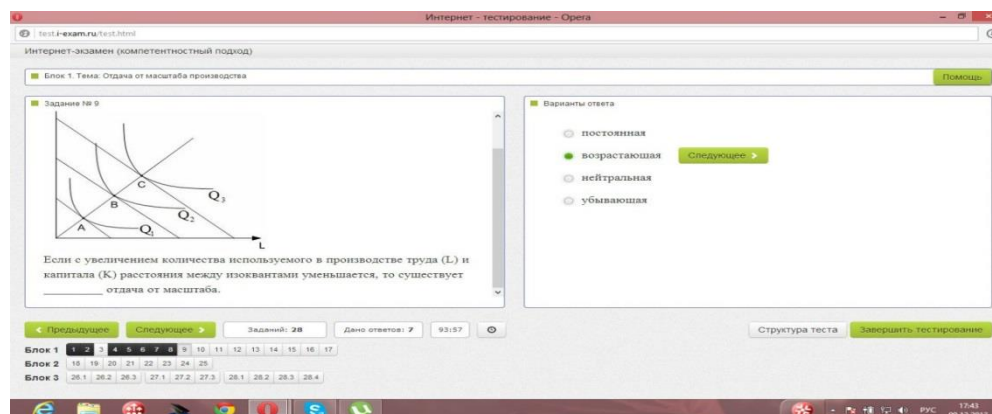 Интернет - тестирование - Opera
test.i-exam.ru/test.html
Интернет-экзамен (компетентностный подход)
Блок 1. Тема: Отдача от масштаба производства
Помощь
Задание № 9
C
B
A
Q3
Q2
Q1
L
Если с увеличением количества используемого в производстве труда (L) и
капитала (К) расстояния между изоквантами уменьшается, то существует
_________ отдача от масштаба.
Варианты ответа
постоянная
возрастающая
Следующее >
нейтральная
убывающая
< Предыдущее Следующее > Заданий: 28 Дано ответов: 7 93:57
Структура теста Завершить тестирование
Блок 1 1 2 3 4 5 6 7 8 9 10 11 12 13 14 15 16 17
Блок 2 18 19 20 21 22 23 24 25
Блок 3 26.1 26.2 26.3 27.1 27.2 27.3 28.1 28.2 28.3 28.4
РУС 17:43